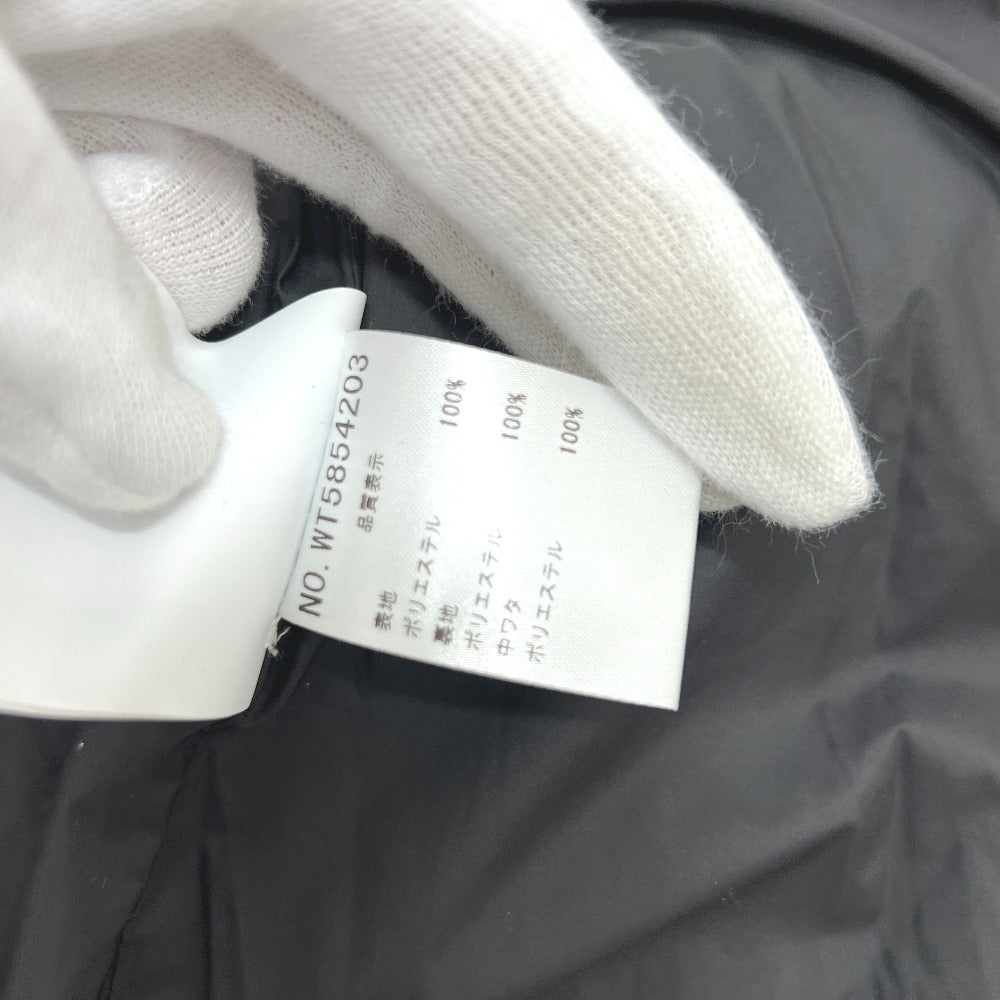 NO. WT5854203
品質表示
表地
ポリエステル 100%
裏地
ポリエステル 100%
中ワタ
ポリエステル 100%